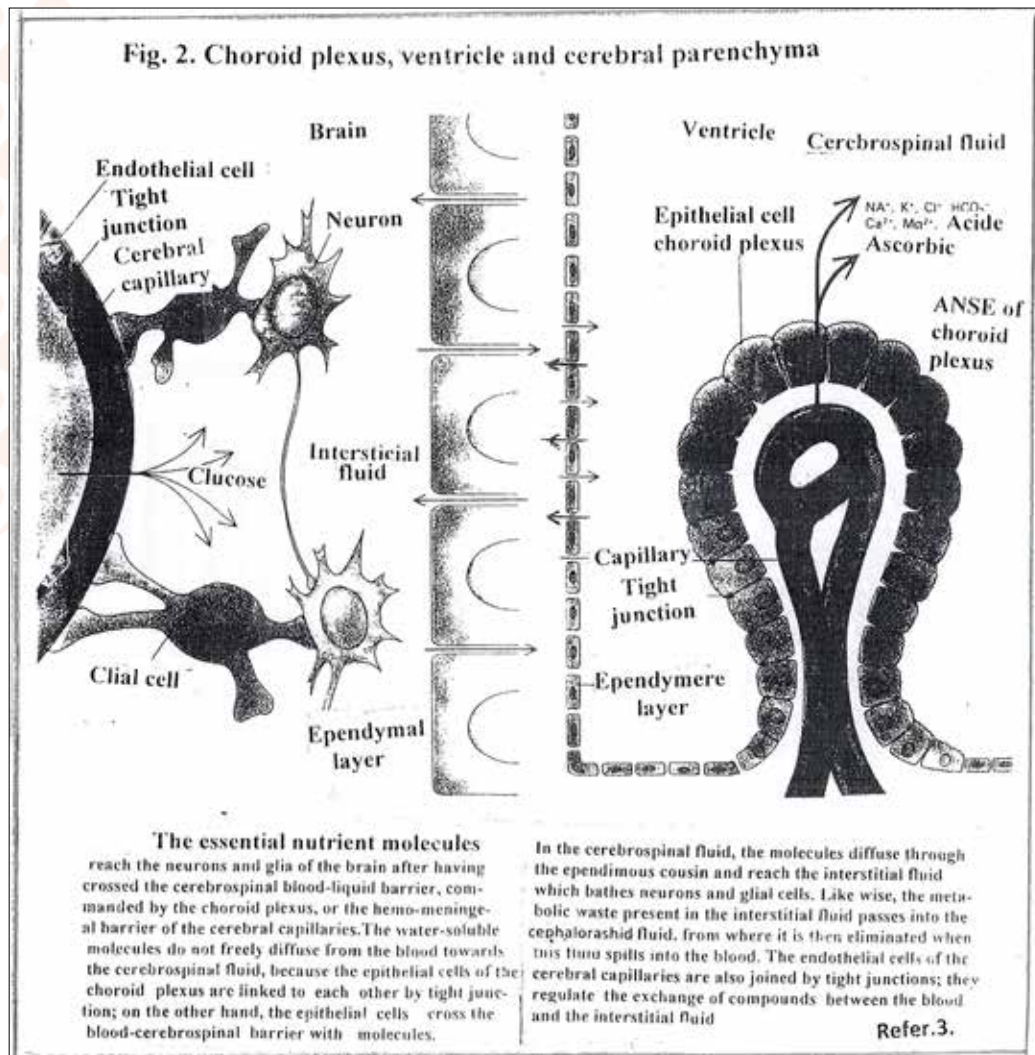 Fig. 2. Choroid plexus, ventricle and cerebral parenchyma
Brain
Endothelial cell
Tight
junction
Cerebral
capillary
Neuron
Clucose
Intersticial
fluid
Clial cell
Ependymal
layer
Ventricle
Cerebrospinal fluid
Epithelial cell
choroid plexus
NA⁺, K⁺, Cl⁻ HCO₃⁻
Ca²⁺, Mg²⁺, Acide
Ascorbic
ANSE of
choroid
plexus
Capillary
Tight
junction
Ependymere
layer
The essential nutrient molecules
reach the neurons and glia of the brain after having
crossed the cerebrospinal blood-liquid barrier, com-
manded by the choroid plexus, or the hemo-meninge-
al barrier of the cerebral capillaries.The water-soluble
molecules do not freely diffuse from the blood towards
the cerebrospinal fluid, because the epithelial cells of the
choroid plexus are linked to each other by tight junc-
tion; on the other hand, the epithelial cells cross the
blood-cerebrospinal barrier with molecules.
In the cerebrospinal fluid, the molecules diffuse through
the ependimous cousin and reach the interstitial fluid
which bathes neurons and glial cells. Like wise, the meta-
bolic waste present in the interstitial fluid passes into the
cephalorashid fluid, from where it is then eliminated when
this fluid spills into the blood. The endothelial cells of the
cerebral capillaries are also joined by tight junctions; they
regulate the exchange of compounds between the blood
and the interstitial fluid
Refer.3.